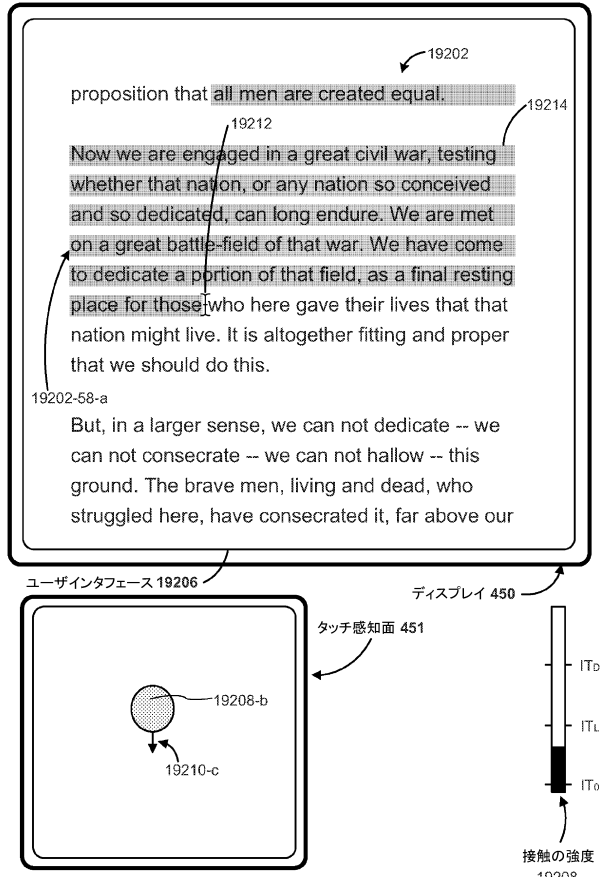 19202
proposition that all men are created equal.
19214
19212
Now we are engaged in a great civil war, testing
whether that nation, or any nation so conceived
and so dedicated, can long endure. We are met
on a great battle-field of that war. We have come
to dedicate a portion of that field, as a final resting
place for those who here gave their lives that that
nation might live. It is altogether fitting and proper
that we should do this.
19202-58-a
But, in a larger sense, we can not dedicate -- we
can not consecrate -- we can not hallow -- this
ground. The brave men, living and dead, who
struggled here, have consecrated it, far above our
ユーザインタフェース 19206
ディスプレイ 450
タッチ感知面 451
19208-b
19210-c
ITD
ITL
IT0
接触の強度
19208